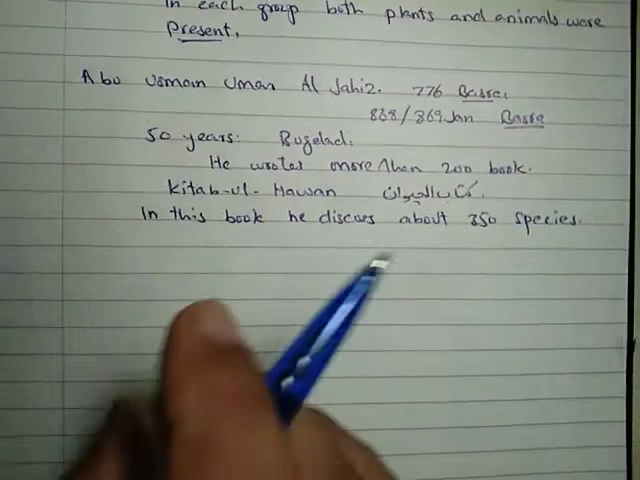 In each group both plants and animals were
Present,
Abu Usman Uman Al Jahiz. 776 Basra.
868/869 Jan Basra
50 years: Bugelad.
He wrotes more than 200 book.
Kitab-ul-Hawan كتاب الحيوان.
In this book he discus about 350 species.